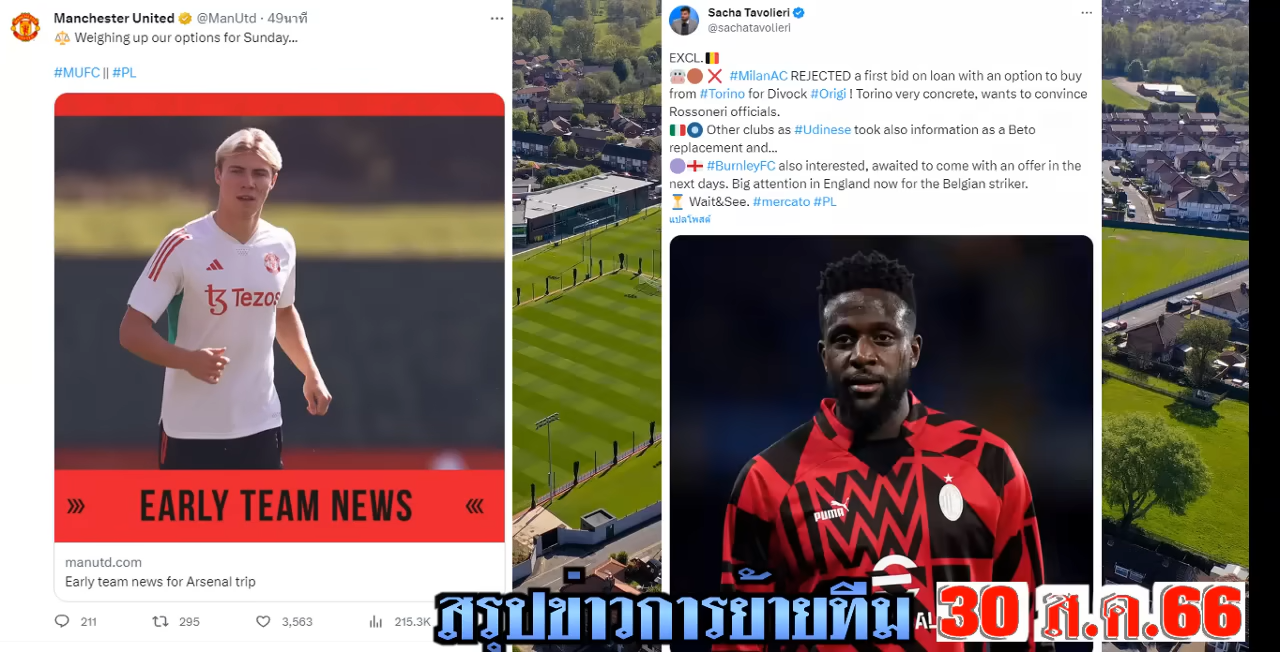 Manchester United @ManUtd · 49นาที
Weighing up our options for Sunday...
#MUFC || #PL
Tezos
EARLY TEAM NEWS
manutd.com
Early team news for Arsenal trip
211 295 3,563 215.3K
Sacha Tavolieri
@sachatavolieri
EXCL.
#MilanAC REJECTED a first bid on loan with an option to buy
from #Torino for Divock #Origi ! Torino very concrete, wants to convince
Rossoneri officials.
Other clubs as #Udinese took also information as a Beto
replacement and...
#BurnleyFC also interested, awaited to come with an offer in the
next days. Big attention in England now for the Belgian striker.
Wait&See. #mercato #PL
แปลโพสต์
PUMA
สรุปข่าวการย้ายทีม 30 ส.ค.66